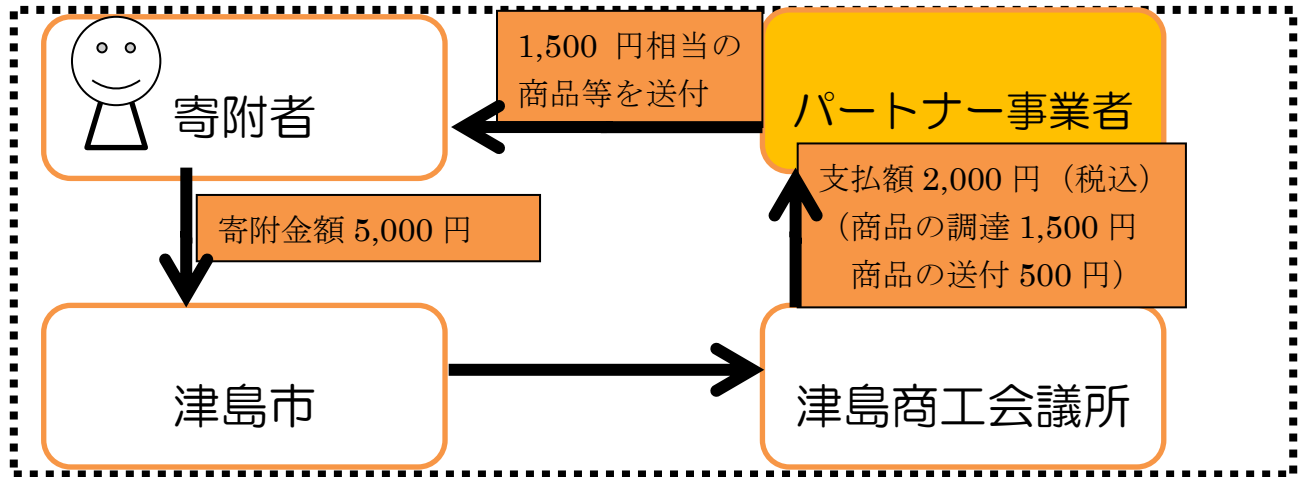 寄附者
1,500 円相当の
商品等を送付
パートナー事業者
寄附金額 5,000 円
支払額 2,000 円（税込）
（商品の調達 1,500 円
商品の送付 500 円）
津島市
津島商工会議所